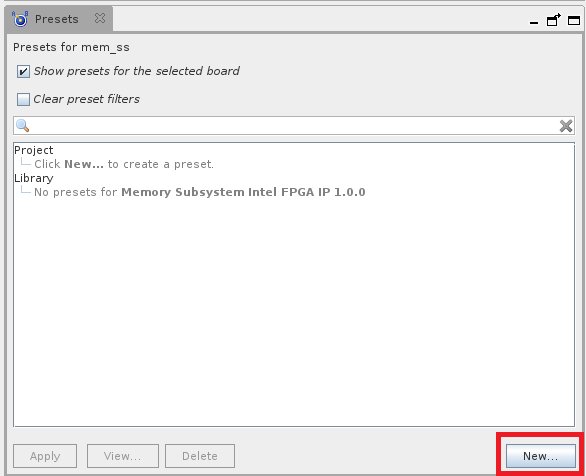 Presets
Presets for mem_ss
Show presets for the selected board
Clear preset filters
Project
Click New... to create a preset.
Library
No presets for Memory Subsystem Intel FPGA IP 1.0.0
Apply View... Delete New...